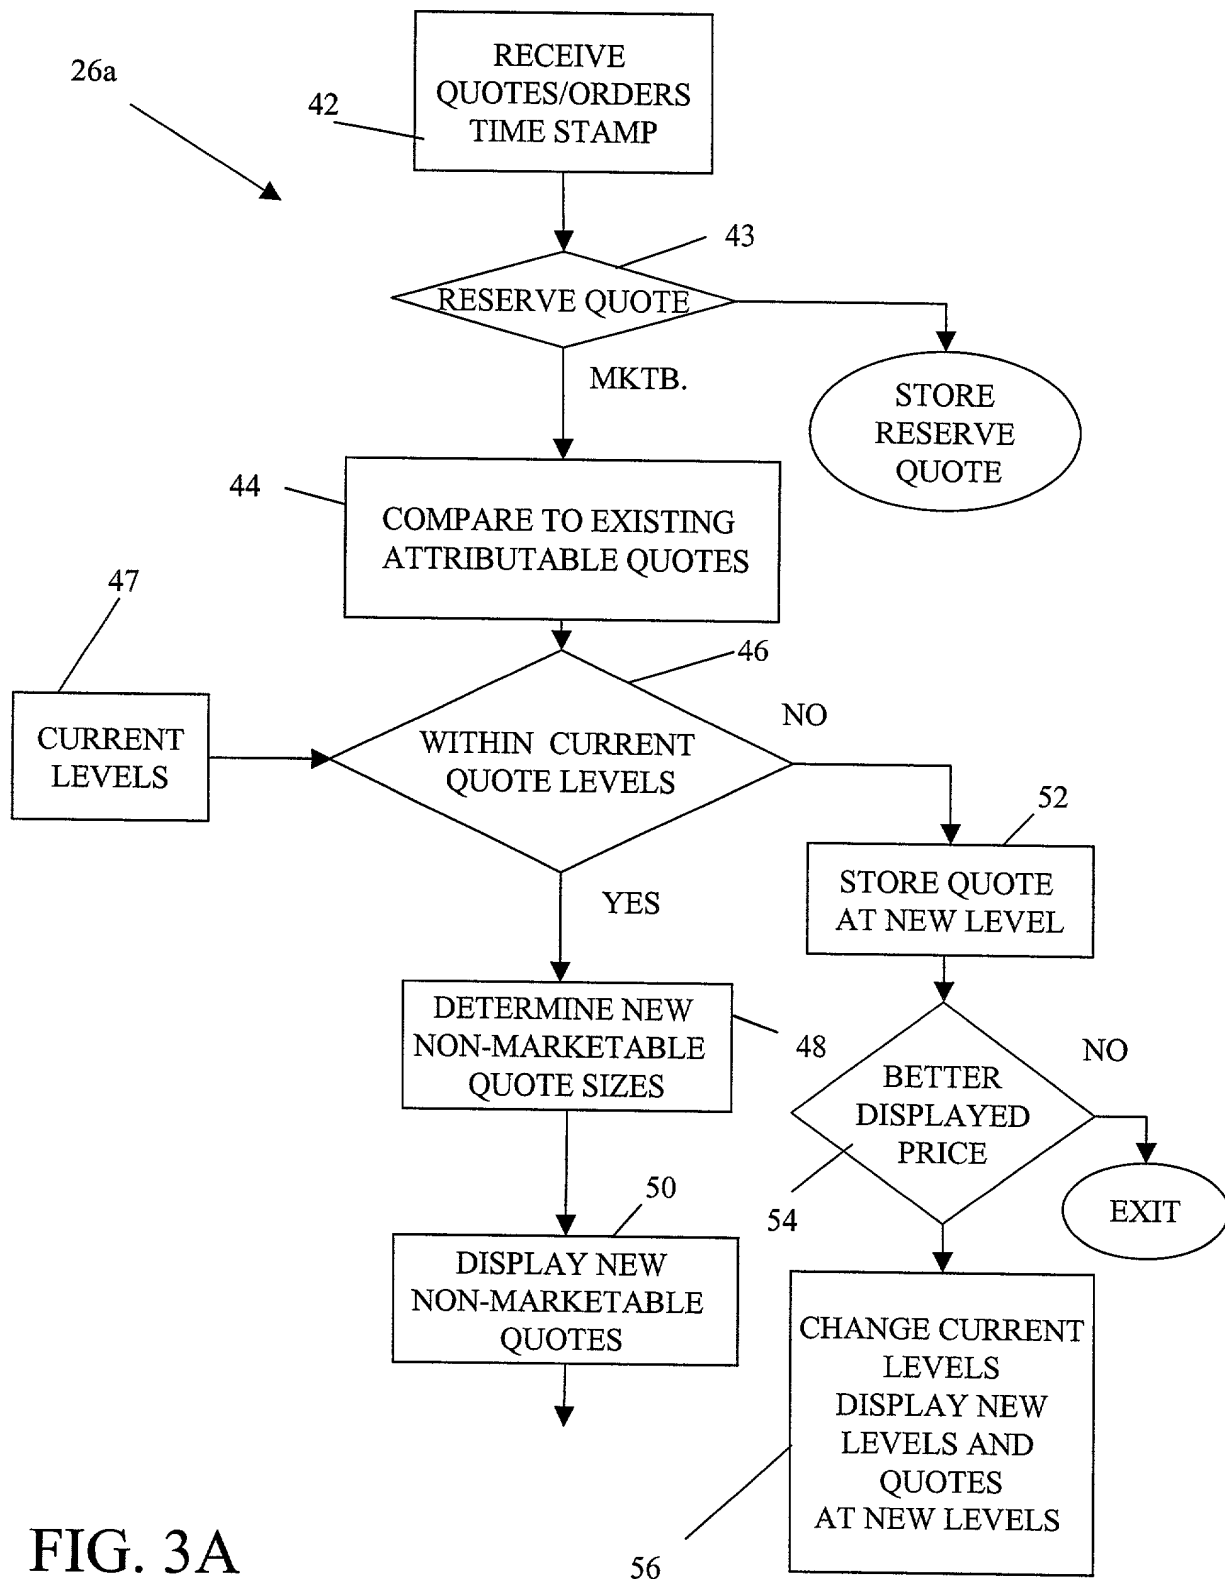 RECEIVE
QUOTES/ORDERS
TIME STAMP
26a
42
43
RESERVE QUOTE
MKTB.
STORE
RESERVE
QUOTE
44
COMPARE TO EXISTING
ATTRIBUTABLE QUOTES
47
46
CURRENT
LEVELS
WITHIN CURRENT
QUOTE LEVELS
NO
52
YES
STORE QUOTE
AT NEW LEVEL
DETERMINE NEW
NON-MARKETABLE
QUOTE SIZES
48
BETTER
DISPLAYED
PRICE
NO
54
EXIT
50
DISPLAY NEW
NON-MARKETABLE
QUOTES
CHANGE CURRENT
LEVELS
DISPLAY NEW
LEVELS AND
QUOTES
AT NEW LEVELS
56
FIG. 3A